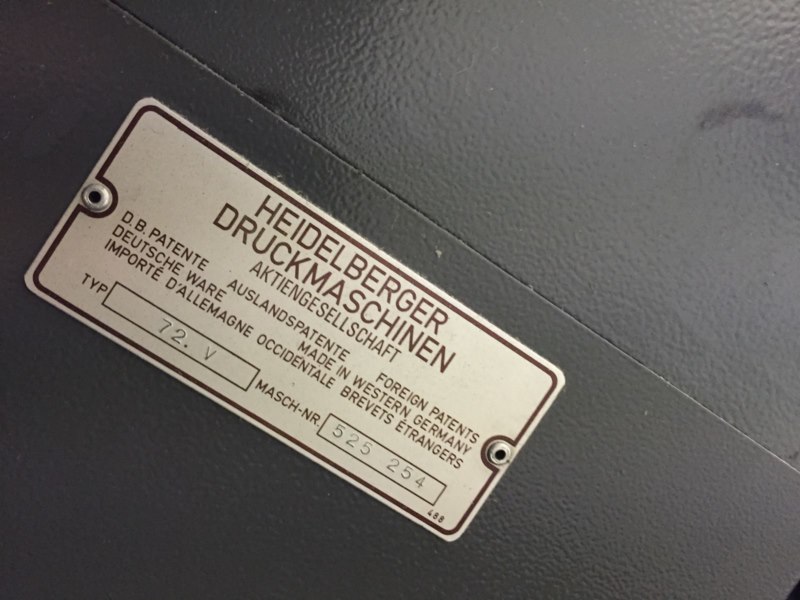 HEIDELBERGER
DRUCKMASCHINEN
AKTIENGESELLSCHAFT
D.B. PATENTE AUSLANDSPATENTE FOREIGN PATENTS
DEUTSCHE WARE MADE IN WESTERN GERMANY
IMPORTÉ D'ALLEMAGNE OCCIDENTALE BREVETS ÉTRANGERS
TYP 72. V MASCH-NR. 525 254
488